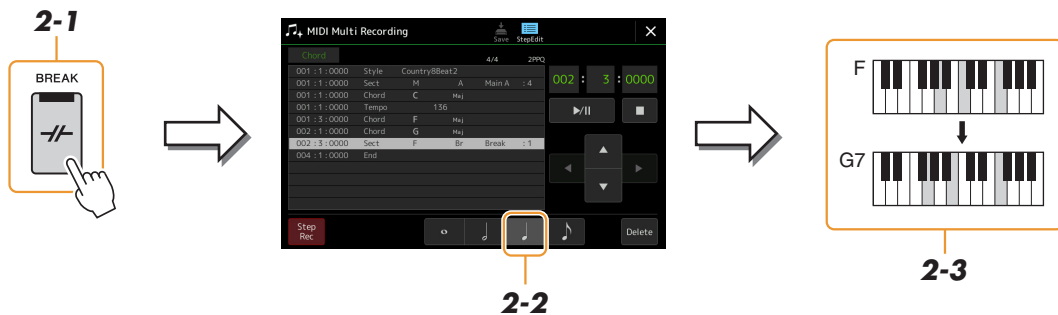 2-1
BREAK
MIDI Multi Recording
Save
StepEdit
Chord
4/4 2PPQ
001 : 1 : 0000 Style Country8Beat2
001 : 1 : 0000 Sect M A Main A : 4
001 : 1 : 0000 Chord C Maj
001 : 1 : 0000 Tempo 136
001 : 3 : 0000 Chord F Maj
002 : 1 : 0000 Chord G Maj
002 : 3 : 0000 Sect F Br Break : 1
004 : 1 : 0000 End
002 : 3 : 0000
Step
Rec
Delete
2-2
F
G7
2-3